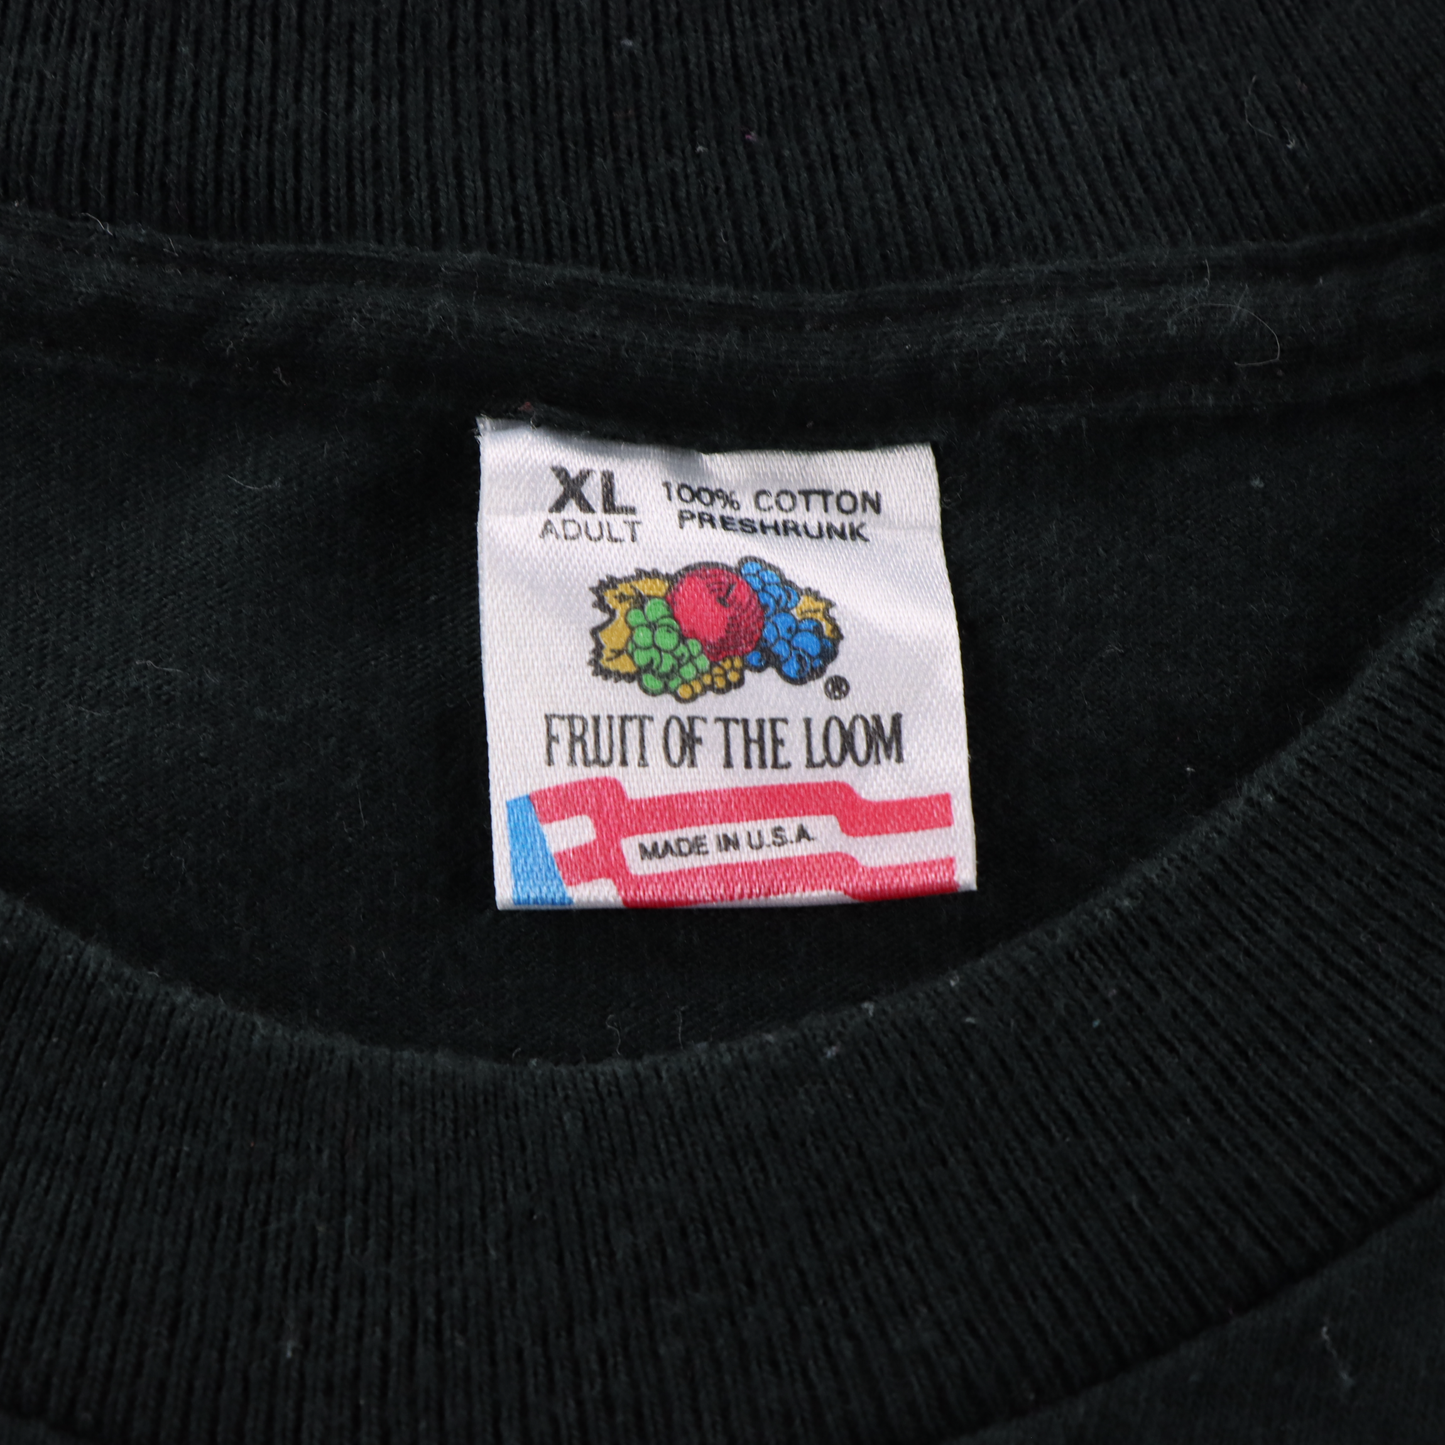 XL 100% COTTON
ADULT PRESHRUNK
®
FRUIT OF THE LOOM
MADE IN U.S.A.